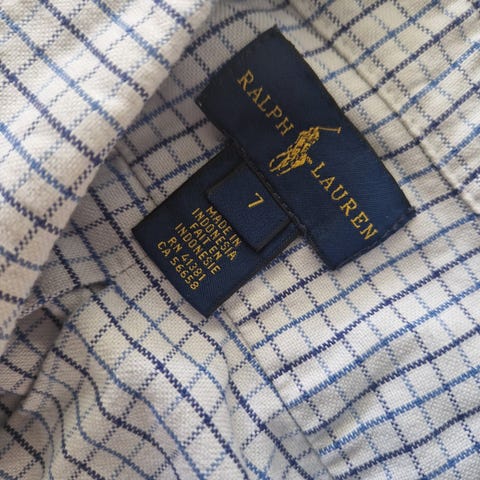 RALPH LAUREN
7
MADE IN
INDONESIA
FAIT EN
INDONESIE
RN 41381
CA 56658